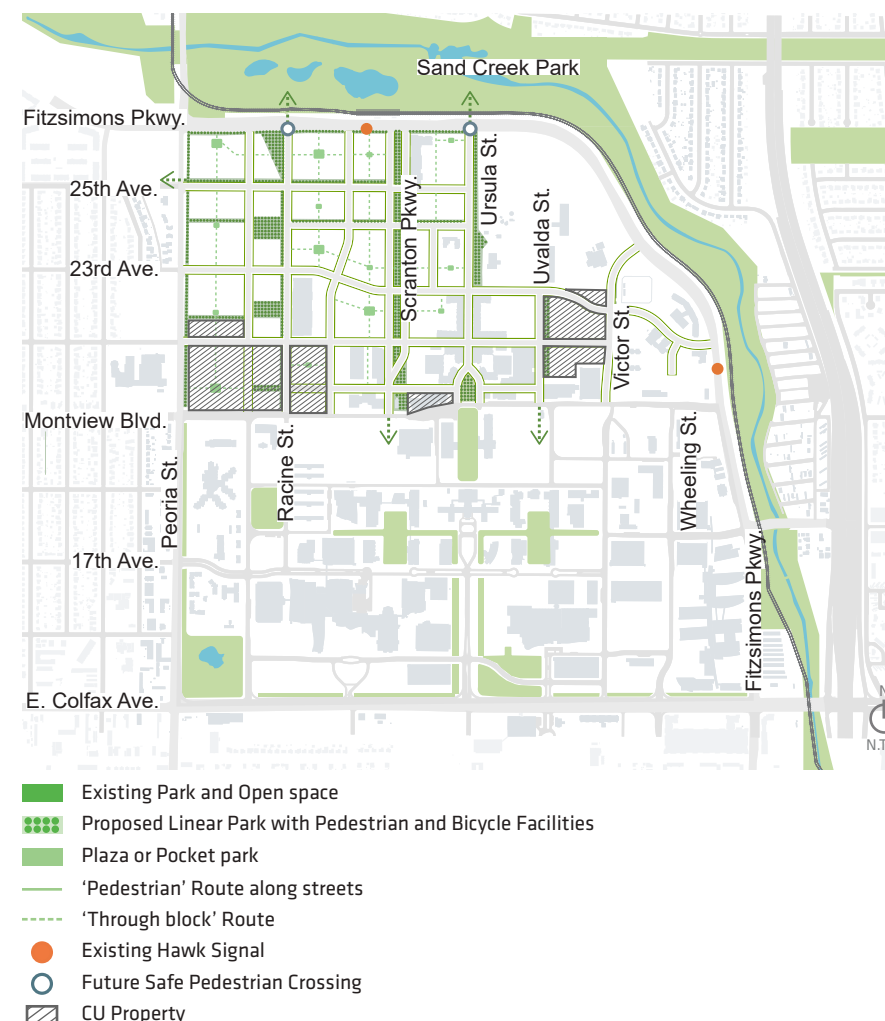 Sand Creek Park
Fitzsimons Pkwy.
25th Ave.
Ursula St.
Scranton Pkwy.
Uvalda St.
23rd Ave.
Victor St.
Montview Blvd.
Peoria St.
Racine St.
Wheeling St.
17th Ave.
Fitzsimons Pkwy.
E. Colfax Ave.
N
N.T
Existing Park and Open space
Proposed Linear Park with Pedestrian and Bicycle Facilities
Plaza or Pocket park
‘Pedestrian’ Route along streets
‘Through block’ Route
Existing Hawk Signal
Future Safe Pedestrian Crossing
CU Property